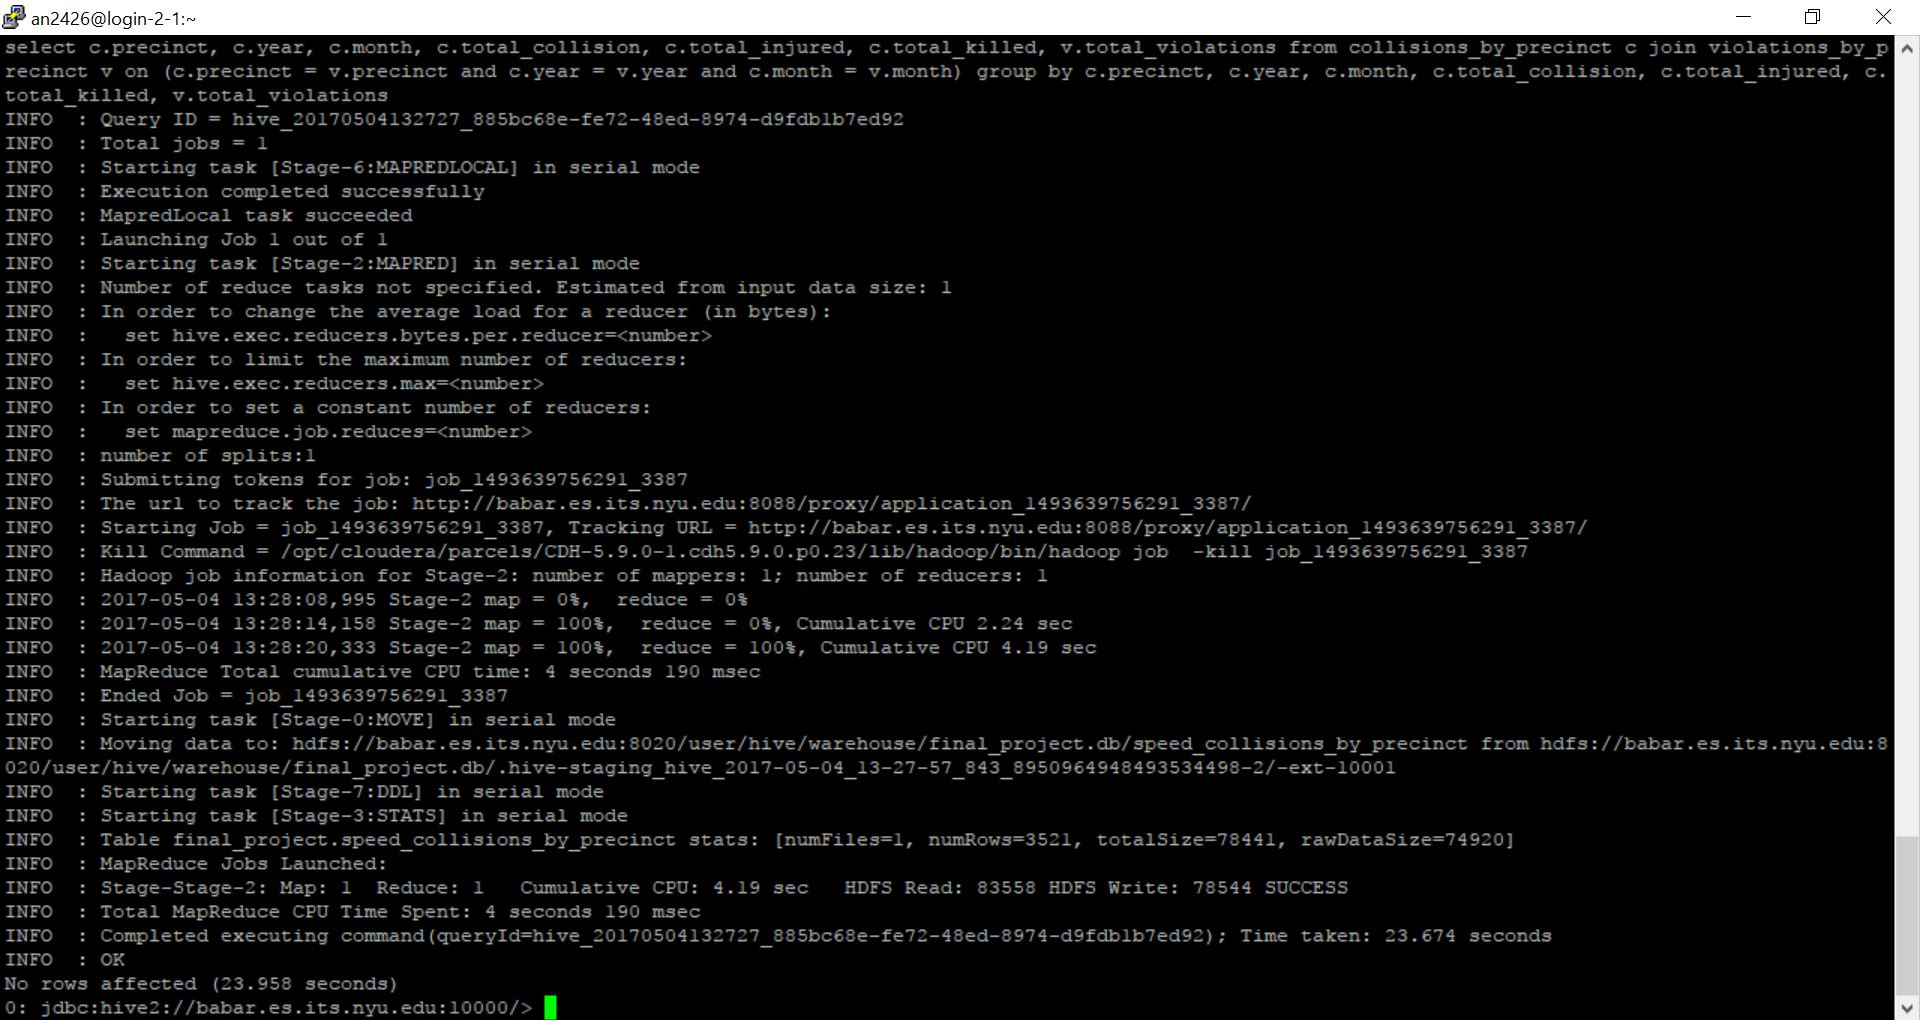 an2426@login-2-1:~
select c.precinct, c.year, c.month, c.total_collision, c.total_injured, c.total_killed, v.total_violations from collisions_by_precinct c join violations_by_p
recinct v on (c.precinct = v.precinct and c.year = v.year and c.month = v.month) group by c.precinct, c.year, c.month, c.total_collision, c.total_injured, c.
total_killed, v.total_violations
INFO  : Query ID = hive_20170504132727_885bc68e-fe72-48ed-8974-d9fdb1b7ed92
INFO  : Total jobs = 1
INFO  : Starting task [Stage-6:MAPREDLOCAL] in serial mode
INFO  : Execution completed successfully
INFO  : MapredLocal task succeeded
INFO  : Launching Job 1 out of 1
INFO  : Starting task [Stage-2:MAPRED] in serial mode
INFO  : Number of reduce tasks not specified. Estimated from input data size: 1
INFO  : In order to change the average load for a reducer (in bytes):
INFO  :   set hive.exec.reducers.bytes.per.reducer=<number>
INFO  : In order to limit the maximum number of reducers:
INFO  :   set hive.exec.reducers.max=<number>
INFO  : In order to set a constant number of reducers:
INFO  :   set mapreduce.job.reduces=<number>
INFO  : number of splits:1
INFO  : Submitting tokens for job: job_1493639756291_3387
INFO  : The url to track the job: http://babar.es.its.nyu.edu:8088/proxy/application_1493639756291_3387/
INFO  : Starting Job = job_1493639756291_3387, Tracking URL = http://babar.es.its.nyu.edu:8088/proxy/application_1493639756291_3387/
INFO  : Kill Command = /opt/cloudera/parcels/CDH-5.9.0-1.cdh5.9.0.p0.23/lib/hadoop/bin/hadoop job  -kill job_1493639756291_3387
INFO  : Hadoop job information for Stage-2: number of mappers: 1; number of reducers: 1
INFO  : 2017-05-04 13:28:08,995 Stage-2 map = 0%,  reduce = 0%
INFO  : 2017-05-04 13:28:14,158 Stage-2 map = 100%,  reduce = 0%, Cumulative CPU 2.24 sec
INFO  : 2017-05-04 13:28:20,333 Stage-2 map = 100%,  reduce = 100%, Cumulative CPU 4.19 sec
INFO  : MapReduce Total cumulative CPU time: 4 seconds 190 msec
INFO  : Ended Job = job_1493639756291_3387
INFO  : Starting task [Stage-0:MOVE] in serial mode
INFO  : Moving data to: hdfs://babar.es.its.nyu.edu:8020/user/hive/warehouse/final_project.db/speed_collisions_by_precinct from hdfs://babar.es.its.nyu.edu:8
020/user/hive/warehouse/final_project.db/.hive-staging_hive_2017-05-04_13-27-57_843_8950964948493534498-2/-ext-10001
INFO  : Starting task [Stage-7:DDL] in serial mode
INFO  : Starting task [Stage-3:STATS] in serial mode
INFO  : Table final_project.speed_collisions_by_precinct stats: [numFiles=1, numRows=3521, totalSize=78441, rawDataSize=74920]
INFO  : MapReduce Jobs Launched:
INFO  : Stage-Stage-2: Map: 1  Reduce: 1   Cumulative CPU: 4.19 sec   HDFS Read: 83558 HDFS Write: 78544 SUCCESS
INFO  : Total MapReduce CPU Time Spent: 4 seconds 190 msec
INFO  : Completed executing command(queryId=hive_20170504132727_885bc68e-fe72-48ed-8974-d9fdb1b7ed92); Time taken: 23.674 seconds
INFO  : OK
No rows affected (23.958 seconds)
0: jdbc:hive2://babar.es.its.nyu.edu:10000/>